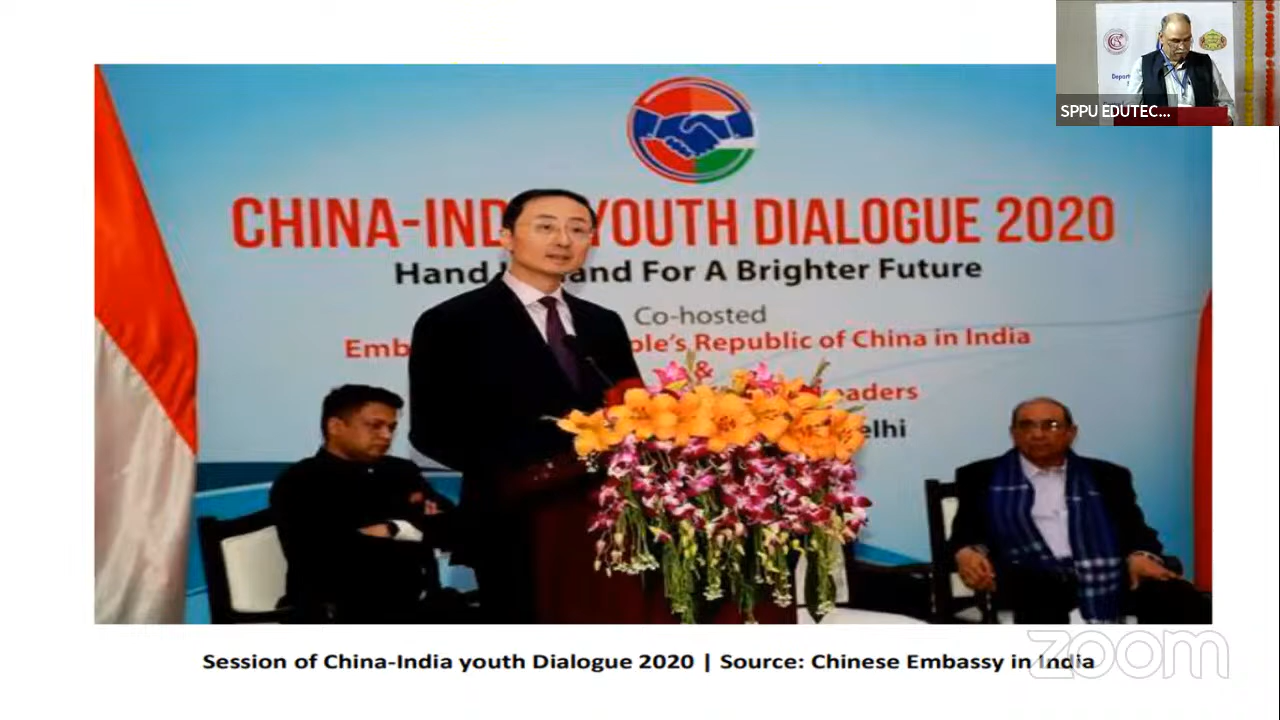 CHINA-IND YOUTH DIALOGUE 2020
Hand and For A Brighter Future
Co-hosted
Emb ple's Republic of China in India
&
eaders
elhi
SPPU EDUTEC...
Session of China-India youth Dialogue 2020 | Source: Chinese Embassy in India
zoom